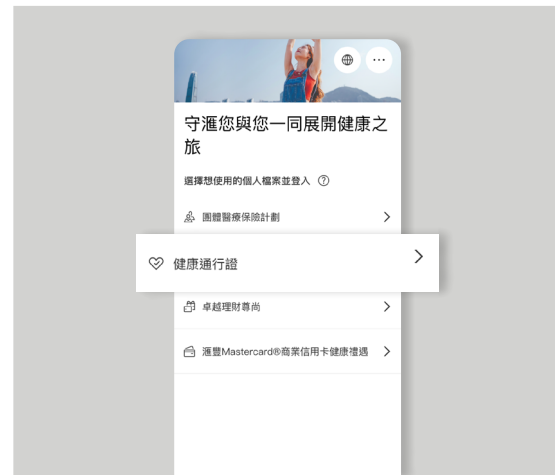 守滙您與您一同展開健康之
旅
選擇想使用的個人檔案並登入
團體醫療保險計劃
健康通行證
卓越理財尊尚
滙豐Mastercard®商業信用卡健康禮遇